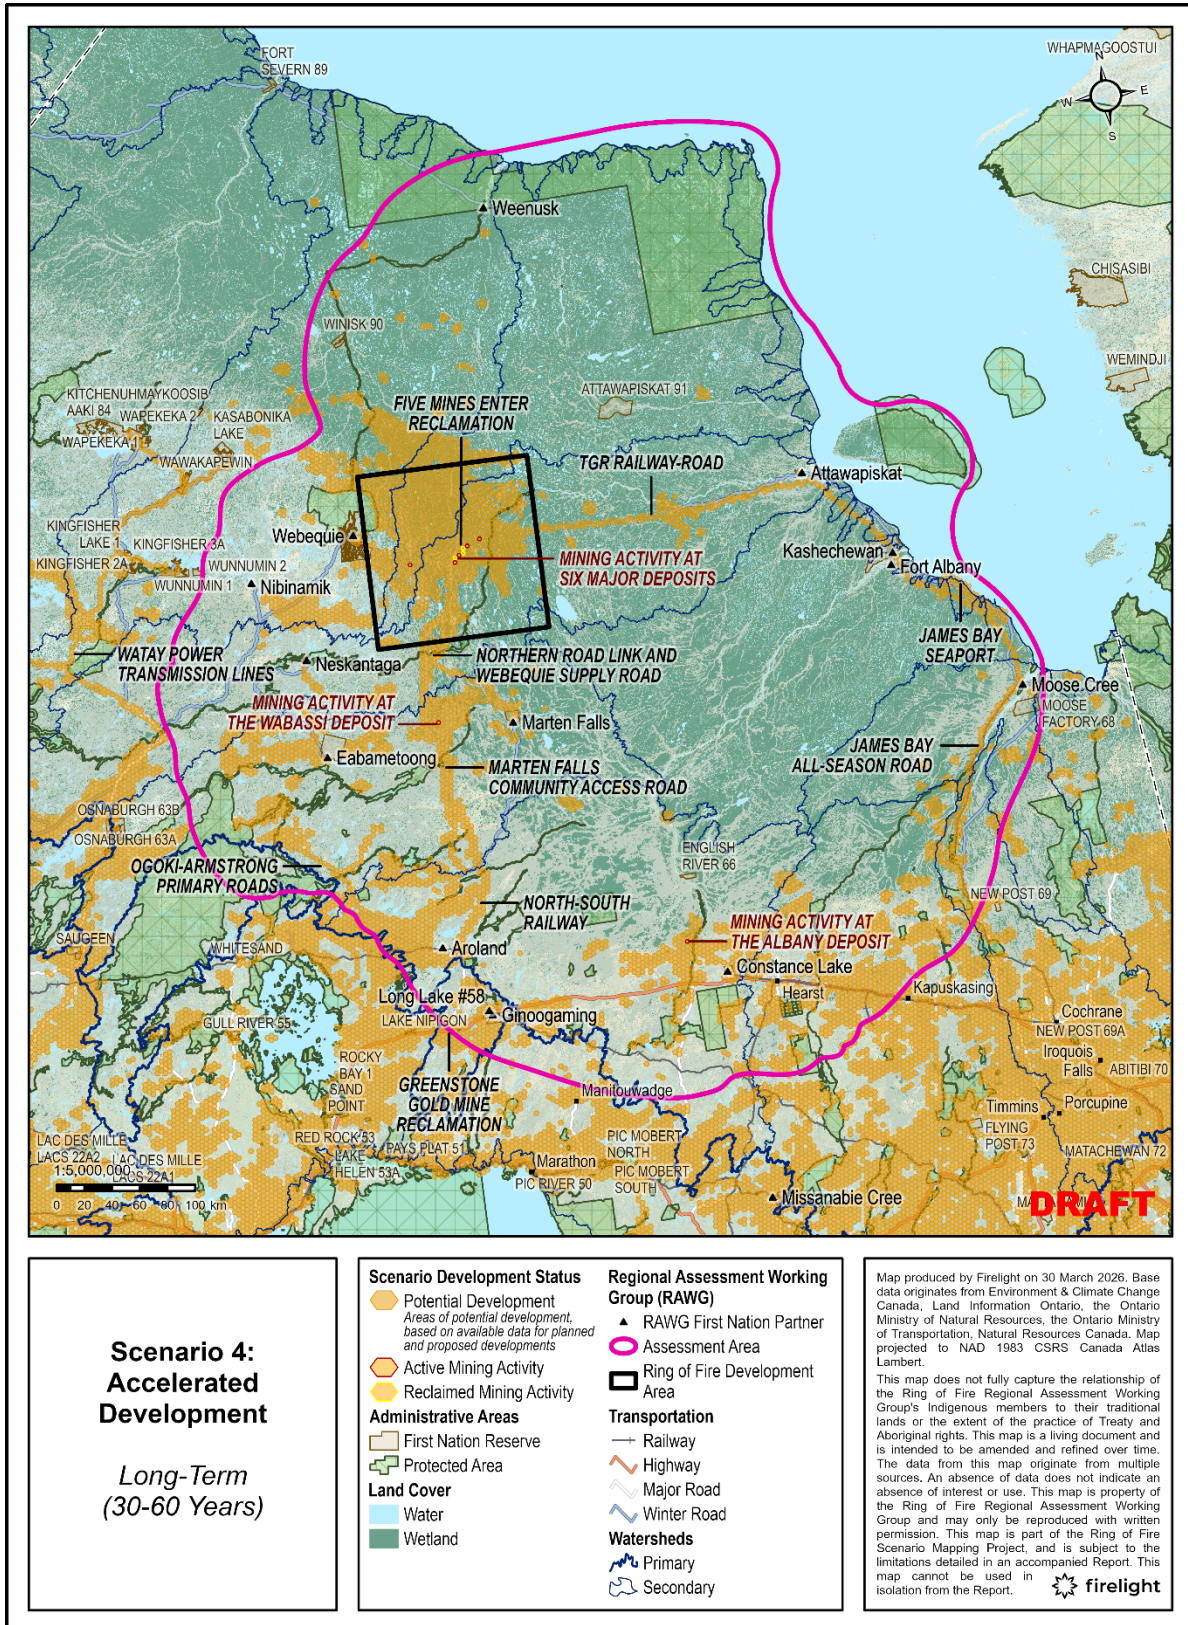 WHAPMAGOOSTUI
N
W
E
S
FORT
SEVERN 89
Weenusk
CHISASIBI
WINISK 90
WEMINDJI
KITCHENUHMAYKOOSIB
AAKI 84
WAPEKEKA 2
WAPEKEKA 1
KASABONIKA
LAKE
WAWAKAPEWIN
ATTAWAPISKAT 91
FIVE MINES ENTER
RECLAMATION
TGR RAILWAY-ROAD
Attawapiskat
KINGFISHER
LAKE 1
KINGFISHER 3A
KINGFISHER 2A
WUNNUMIN 2
WUNNUMIN 1
Webequie
Nibinamik
MINING ACTIVITY AT
SIX MAJOR DEPOSITS
Kashechewan
Fort Albany
JAMES BAY
SEAPORT
WATAY POWER
TRANSMISSION LINES
Neskantaga
NORTHERN ROAD LINK AND
WEBEQUIE SUPPLY ROAD
Moose Cree
MOOSE
FACTORY 68
MINING ACTIVITY AT
THE WABASSI DEPOSIT
Marten Falls
Eabametoong
MARTEN FALLS
COMMUNITY ACCESS ROAD
JAMES BAY
ALL-SEASON ROAD
OSNABURGH 63B
OSNABURGH 63A
ENGLISH
RIVER 66
OGOKI-ARMSTRONG
PRIMARY ROADS
NEW POST 69
NORTH-SOUTH
RAILWAY
MINING ACTIVITY AT
THE ALBANY DEPOSIT
SAUGEEN
WHITESAND
Aroland
Constance Lake
Hearst
Kapuskasing
Long Lake #58
LAKE NIPIGON
Ginoogaming
GULL RIVER 55
Cochrane
NEW POST 69A
Iroquois
Falls
ABITIBI 70
ROCKY
BAY 1
SAND
POINT
GREENSTONE
GOLD MINE
RECLAMATION
Manitouwadge
Timmins
Porcupine
FLYING
POST 73
MATACHEWAN 72
LAC DES MILLE
LACS 22A2
LAC DES MILLE
LACS 22A1
RED ROCK 53
LAKE
HELEN 53A
PAYS PLAT 51
PIC MOBERT
NORTH
PIC MOBERT
SOUTH
Marathon
PIC RIVER 50
Missanabie Cree
1:5,000,000
0 20 40 60 80 100 km
DRAFT
Scenario 4:
Accelerated
Development
Long-Term
(30-60 Years)
Scenario Development Status
Potential Development
Areas of potential development,
based on available data for planned
and proposed developments
Active Mining Activity
Reclaimed Mining Activity
Administrative Areas
First Nation Reserve
Protected Area
Land Cover
Water
Wetland
Regional Assessment Working
Group (RAWG)
RAWG First Nation Partner
Assessment Area
Ring of Fire Development
Area
Transportation
Railway
Highway
Major Road
Winter Road
Watersheds
Primary
Secondary
Map produced by Firelight on 30 March 2026. Base
data originates from Environment & Climate Change
Canada, Land Information Ontario, the Ontario
Ministry of Natural Resources, the Ontario Ministry
of Transportation, Natural Resources Canada. Map
projected to NAD 1983 CSRS Canada Atlas
Lambert.
This map does not fully capture the relationship of
the Ring of Fire Regional Assessment Working
Group's Indigenous members to their traditional
lands or the extent of the practice of Treaty and
Aboriginal rights. This map is a living document and
is intended to be amended and refined over time.
The data from this map originate from multiple
sources. An absence of data does not indicate an
absence of interest or use. This map is property of
the Ring of Fire Regional Assessment Working
Group and may only be reproduced with written
permission. This map is part of the Ring of Fire
Scenario Mapping Project, and is subject to the
limitations detailed in an accompanied Report. This
map cannot be used in
isolation from the Report.
firelight